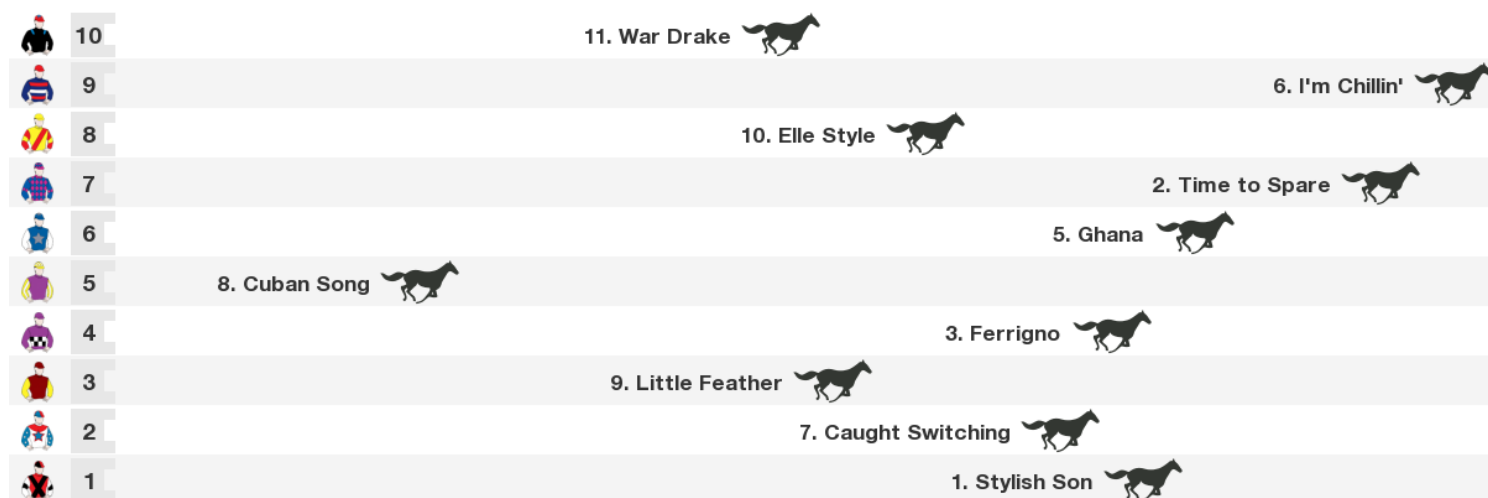 10 11. War Drake
9 6. I'm Chillin'
8 10. Elle Style
7 2. Time to Spare
6 5. Ghana
5 8. Cuban Song
4 3. Ferrigno
3 9. Little Feather
2 7. Caught Switching
1 1. Stylish Son